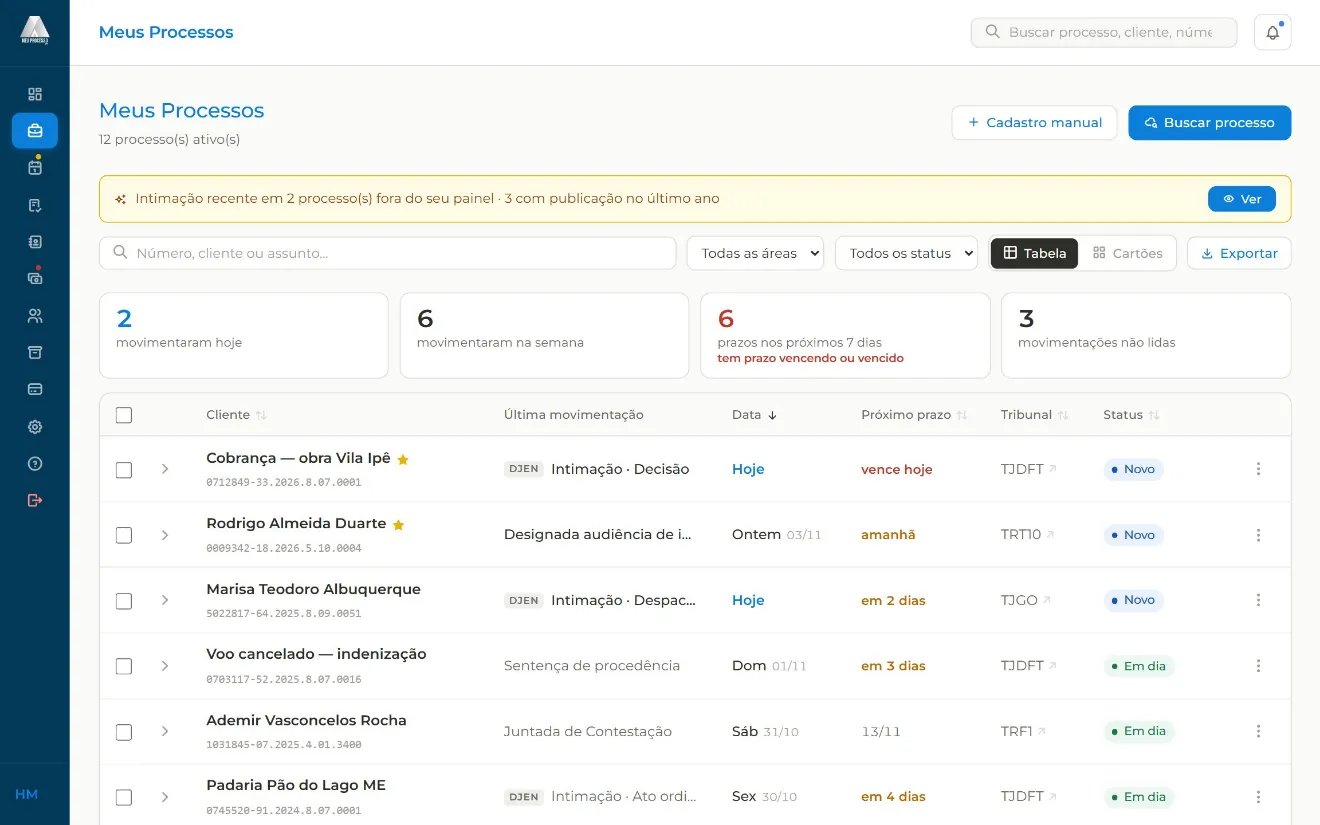 MEU PROCESSO
Meus Processos
Buscar processo, cliente, núme
Meus Processos
12 processo(s) ativo(s)
+ Cadastro manual
Buscar processo
Intimação recente em 2 processo(s) fora do seu painel · 3 com publicação no último ano
Ver
Número, cliente ou assunto...
Todas as áreas
Todos os status
Tabela
Cartões
Exportar
2
movimentaram hoje
6
movimentaram na semana
6
prazos nos próximos 7 dias
tem prazo vencendo ou vencido
3
movimentações não lidas
Cliente ↑↓ Última movimentação Data ↓ Próximo prazo ↑↓ Tribunal ↑↓ Status ↑↓
Cobrança — obra Vila Ipê
0712849-33.2026.8.07.0001
DJEN Intimação · Decisão Hoje vence hoje TJDFT ↗ Novo
Rodrigo Almeida Duarte
0009342-18.2026.5.10.0004
Designada audiência de i... Ontem 03/11 amanhã TRT10 ↗ Novo
Marisa Teodoro Albuquerque
5022817-64.2025.8.09.0051
DJEN Intimação · Despac... Hoje em 2 dias TJGO ↗ Novo
Voo cancelado — indenização
0703117-52.2025.8.07.0016
Sentença de procedência Dom 01/11 em 3 dias TJDFT ↗ Em dia
Ademir Vasconcelos Rocha
1031845-07.2025.4.01.3400
Juntada de Contestação Sáb 31/10 13/11 TRF1 ↗ Em dia
Padaria Pão do Lago ME
0745520-91.2024.8.07.0001
DJEN Intimação · Ato ordi... Sex 30/10 em 4 dias TJDFT ↗ Em dia
HM